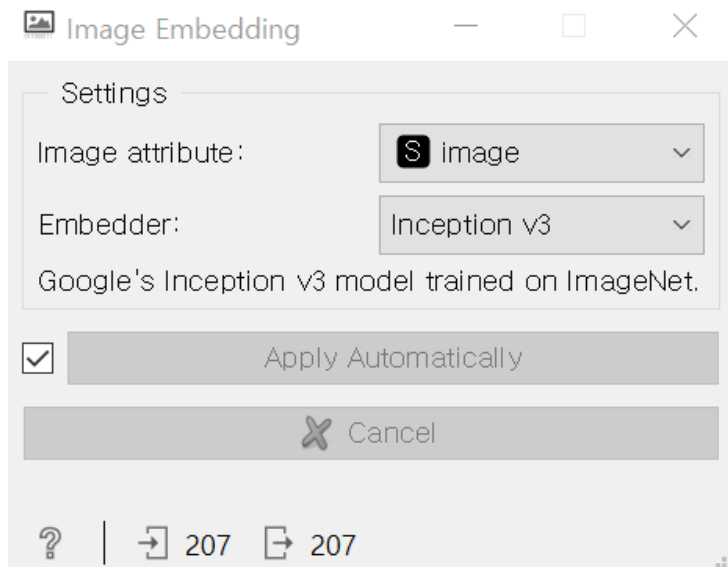 Image Embedding
Settings
Image attribute: S image
Embedder: Inception v3
Google's Inception v3 model trained on ImageNet.
Apply Automatically
Cancel
? 207 207